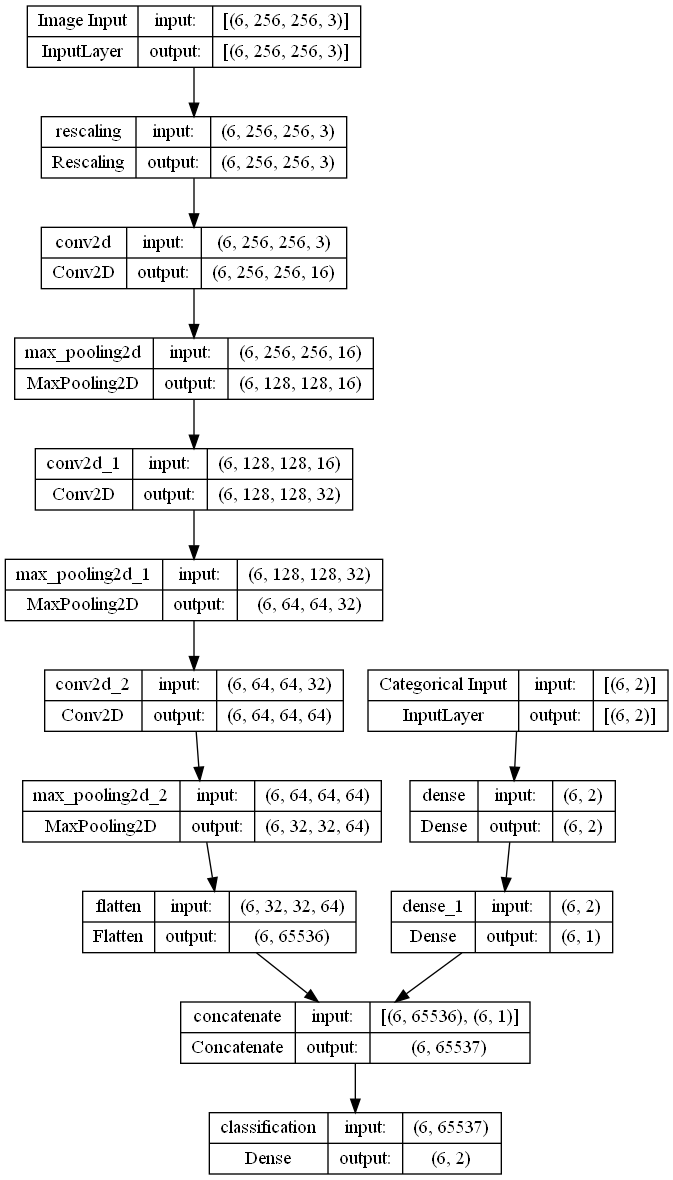 Image Input input: [(6, 256, 256, 3)]
InputLayer output: [(6, 256, 256, 3)]
rescaling input: (6, 256, 256, 3)
Rescaling output: (6, 256, 256, 3)
conv2d input: (6, 256, 256, 3)
Conv2D output: (6, 256, 256, 16)
max_pooling2d input: (6, 256, 256, 16)
MaxPooling2D output: (6, 128, 128, 16)
conv2d_1 input: (6, 128, 128, 16)
Conv2D output: (6, 128, 128, 32)
max_pooling2d_1 input: (6, 128, 128, 32)
MaxPooling2D output: (6, 64, 64, 32)
conv2d_2 input: (6, 64, 64, 32)
Conv2D output: (6, 64, 64, 64)
Categorical Input input: [(6, 2)]
InputLayer output: [(6, 2)]
max_pooling2d_2 input: (6, 64, 64, 64)
MaxPooling2D output: (6, 32, 32, 64)
dense input: (6, 2)
Dense output: (6, 2)
flatten input: (6, 32, 32, 64)
Flatten output: (6, 65536)
dense_1 input: (6, 2)
Dense output: (6, 1)
concatenate input: [(6, 65536), (6, 1)]
Concatenate output: (6, 65537)
classification input: (6, 65537)
Dense output: (6, 2)